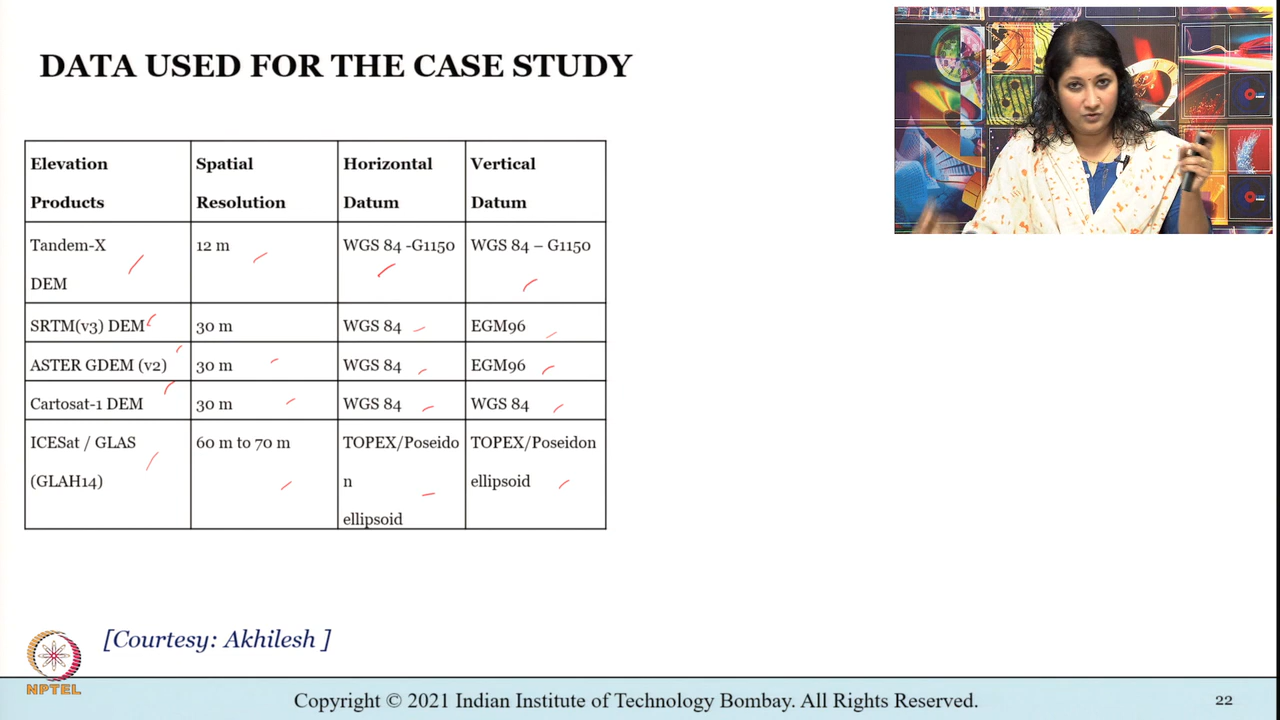 DATA USED FOR THE CASE STUDY
Elevation Products
Spatial Resolution
Horizontal Datum
Vertical Datum
Tandem-X DEM
12 m
WGS 84 -G1150
WGS 84 – G1150
SRTM(v3) DEM
30 m
WGS 84
EGM96
ASTER GDEM (v2)
30 m
WGS 84
EGM96
Cartosat-1 DEM
30 m
WGS 84
WGS 84
ICESat / GLAS
(GLAH14)
60 m to 70 m
TOPEX/Poseido
n
ellipsoid
TOPEX/Poseidon
ellipsoid
[Courtesy: Akhilesh ]
NPTEL
Copyright © 2021 Indian Institute of Technology Bombay. All Rights Reserved.
22